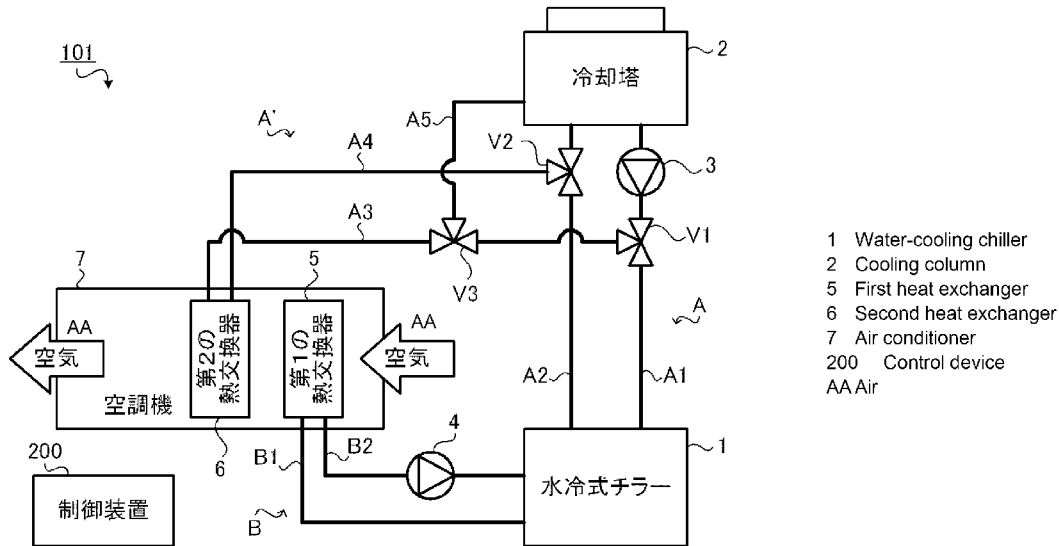 101
冷却塔
2
A'
A5
V2
A4
3
A3
V1
7
5
V3
A
AA
AA
空気
第2の
熱交換器
第1の
熱交換器
空気
空調機
A2
A1
6
B1
B2
4
1
200
制御装置
B
水冷式チラー
1 Water-cooling chiller
2 Cooling column
5 First heat exchanger
6 Second heat exchanger
7 Air conditioner
200 Control device
AA Air